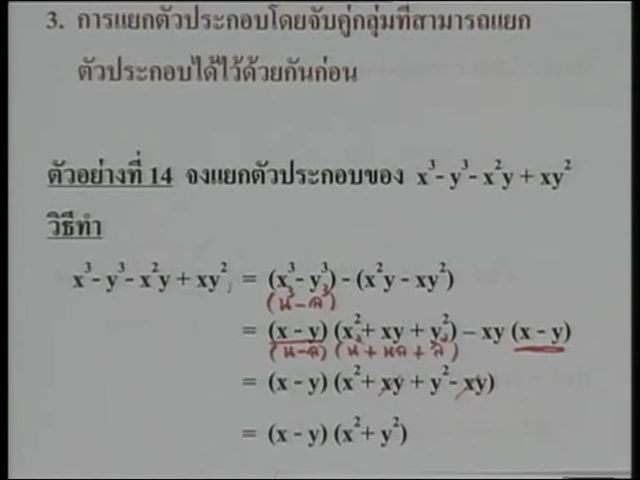 3. การแยกตัวประกอบโดยจับคู่กลุ่มที่สามารถแยก
ตัวประกอบได้ไว้ด้วยกันก่อน
ตัวอย่างที่ 14 จงแยกตัวประกอบของ x³- y³- x²y + xy²
วิธีทำ
x³- y³- x²y + xy² = (x³- y³) - (x²y - xy²)
(น³ - ล³)
= (x - y) (x²+ xy + y²) – xy (x - y)
(น - ล) (น² + นล + ล²)
= (x - y) (x²+ xy + y²- xy)
= (x - y) (x²+ y²)